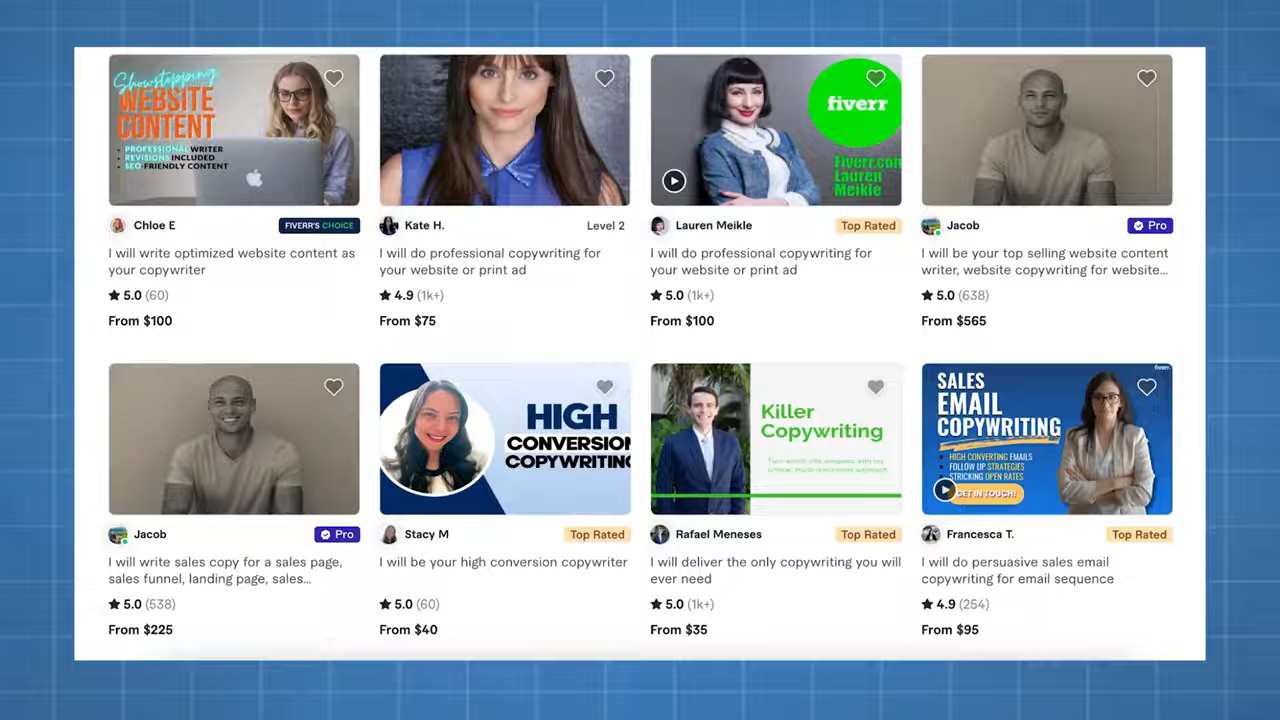 Showstopping
WEBSITE
CONTENT
• PROFESSIONAL WRITER
• REVISIONS INCLUDED
• SEO-FRIENDLY CONTENT
fiverr
Fiverr.com
Lauren
Meikle
Chloe E
FIVERR'S CHOICE
Kate H.
Level 2
Lauren Meikle
Top Rated
Jacob
Pro
I will write optimized website content as
your copywriter
I will do professional copywriting for
your website or print ad
I will do professional copywriting for
your website or print ad
I will be your top selling website content
writer, website copywriting for website...
5.0 (60)
4.9 (1k+)
5.0 (1k+)
5.0 (638)
From $100
From $75
From $100
From $565
HIGH
CONVERSION
COPYWRITING
Killer
Copywriting
fiverr.
SALES
EMAIL
COPYWRITING
• HIGH CONVERTING EMAILS
• FOLLOW UP STRATEGIES
STRICKING OPEN RATES
GET IN TOUCH!
Jacob
Pro
Stacy M
Top Rated
Rafael Meneses
Top Rated
Francesca T.
Top Rated
I will write sales copy for a sales page,
sales funnel, landing page, sales...
I will be your high conversion copywriter
I will deliver the only copywriting you will
ever need
I will do persuasive sales email
copywriting for email sequence
5.0 (538)
5.0 (60)
5.0 (1k+)
4.9 (254)
From $225
From $40
From $35
From $95